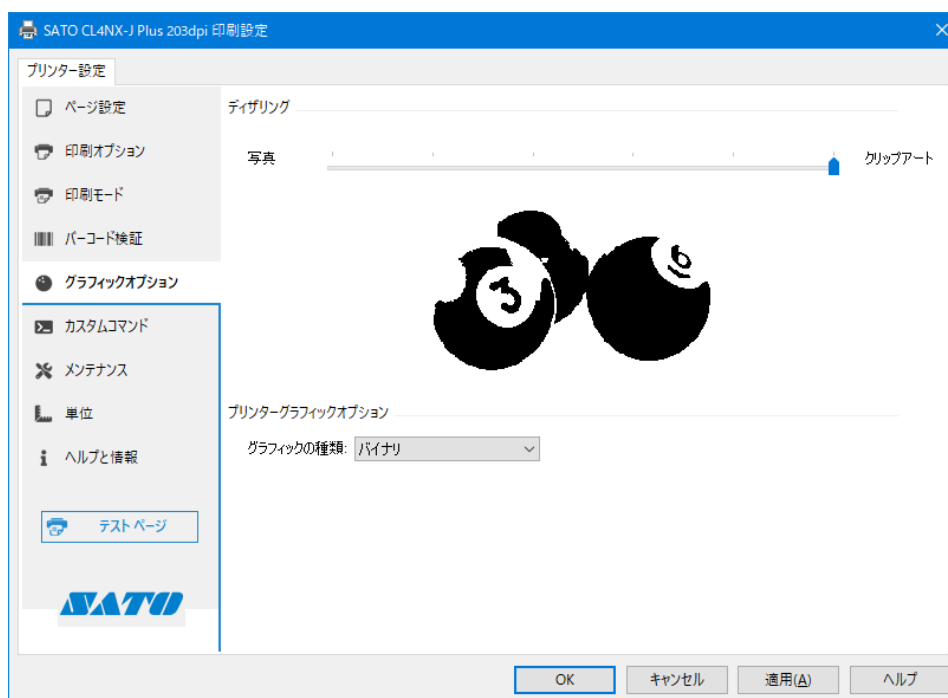 SATO CL4NX-J Plus 203dpi 印刷設定
プリンター設定
ページ設定
印刷オプション
印刷モード
バーコード検証
グラフィックオプション
カスタムコマンド
メンテナンス
単位
ヘルプと情報
テスト ページ
SATO
ディザリング
写真
クリップアート
3
16
プリンターグラフィックオプション
グラフィックの種類: バイナリ
OK
キャンセル
適用(A)
ヘルプ